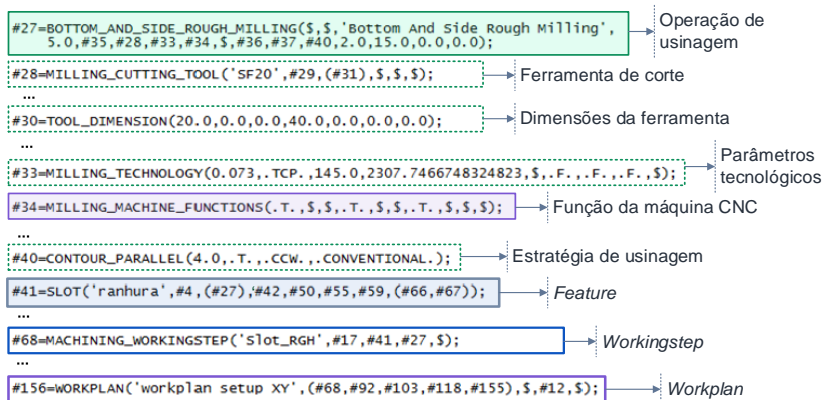 #27=BOTTOM_AND_SIDE_ROUGH_MILLING($,$,'Bottom And Side Rough Milling',
5.0,#35,#28,#33,#34,$,#36,#37,#40,2.0,15.0,0.0,0.0);
Operação de
usinagem
#28=MILLING_CUTTING_TOOL('SF20',#29,(#31),$,$,$);
Ferramenta de corte
...
#30=TOOL_DIMENSION(20.0,0.0,0.0,40.0,0.0,0.0,0.0);
Dimensões da ferramenta
...
#33=MILLING_TECHNOLOGY(0.073,.TCP.,145.0,2307.7466748324823,$,.F.,.F.,.F.,$);
Parâmetros
tecnológicos
#34=MILLING_MACHINE_FUNCTIONS(.T.,$,$,.T.,$,$,.T.,$,$,$);
Função da máquina CNC
...
#40=CONTOUR_PARALLEL(4.0,.T.,.CCW.,.CONVENTIONAL.);
Estratégia de usinagem
#41=SLOT('ranhura',#4,(#27),#42,#50,#55,#59,(#66,#67));
Feature
...
#68=MACHINING_WORKINGSTEP('Slot_RGH',#17,#41,#27,$);
Workingstep
...
#156=WORKPLAN('workplan setup XY',(#68,#92,#103,#118,#155),$,#12,$);
Workplan